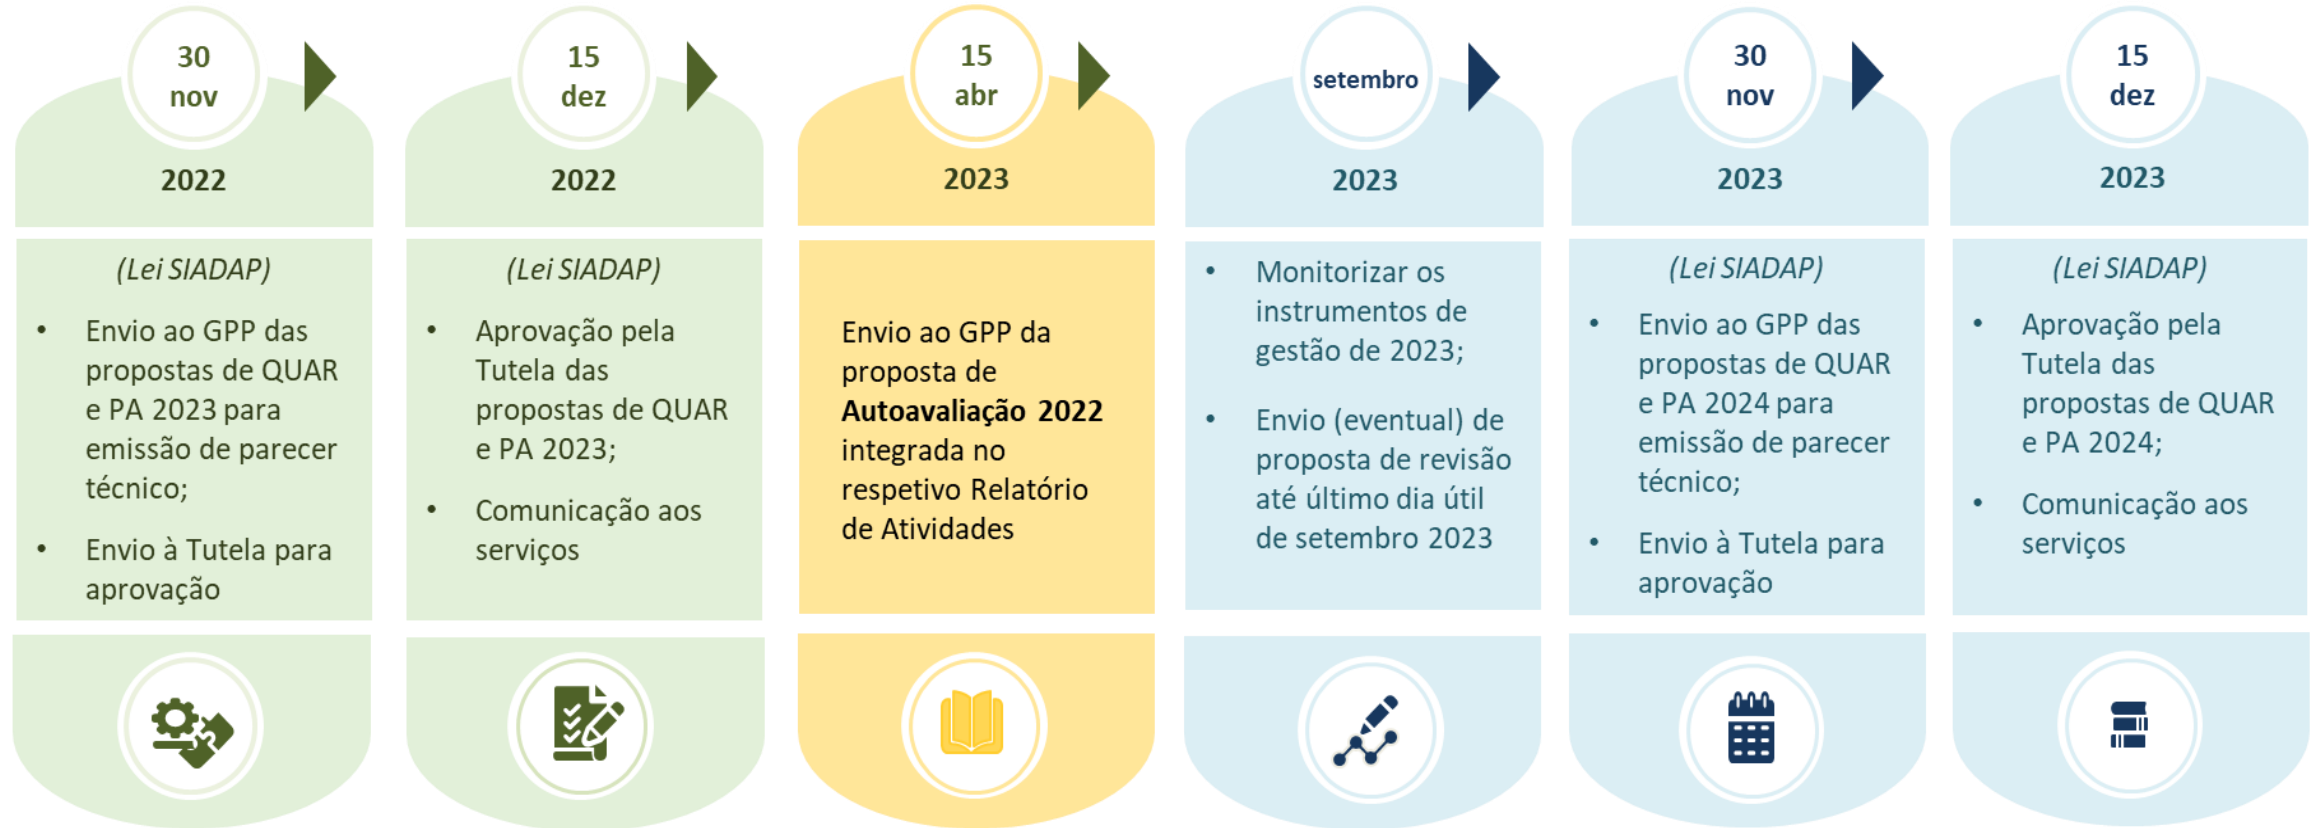 30
nov
2022
(Lei SIADAP)
• Envio ao GPP das
propostas de QUAR
e PA 2023 para
emissão de parecer
técnico;
• Envio à Tutela para
aprovação
15
dez
2022
(Lei SIADAP)
• Aprovação pela
Tutela das
propostas de QUAR
e PA 2023;
• Comunicação aos
serviços
15
abr
2023
Envio ao GPP da
proposta de
Autoavaliação 2022
integrada no
respetivo Relatório
de Atividades
setembro
2023
• Monitorizar os
instrumentos de
gestão de 2023;
• Envio (eventual) de
proposta de revisão
até último dia útil
de setembro 2023
30
nov
2023
(Lei SIADAP)
• Envio ao GPP das
propostas de QUAR
e PA 2024 para
emissão de parecer
técnico;
• Envio à Tutela para
aprovação
15
dez
2023
(Lei SIADAP)
• Aprovação pela
Tutela das
propostas de QUAR
e PA 2024;
• Comunicação aos
serviços